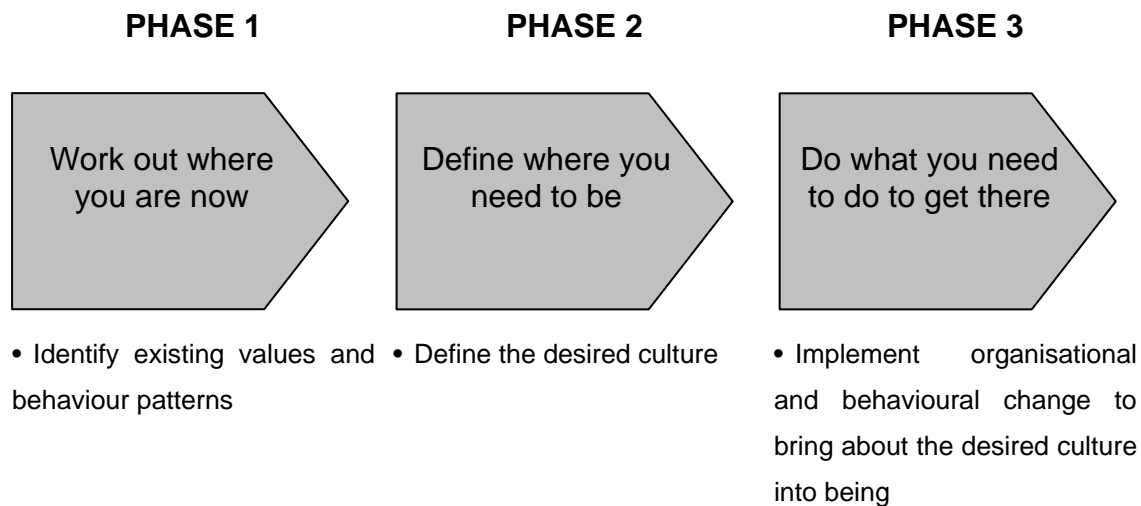 PHASE 1
PHASE 2
PHASE 3
Work out where
you are now
Define where you
need to be
Do what you need
to do to get there
• Identify existing values and
behaviour patterns
• Define the desired culture
• Implement organisational
and behavioural change to
bring about the desired culture
into being